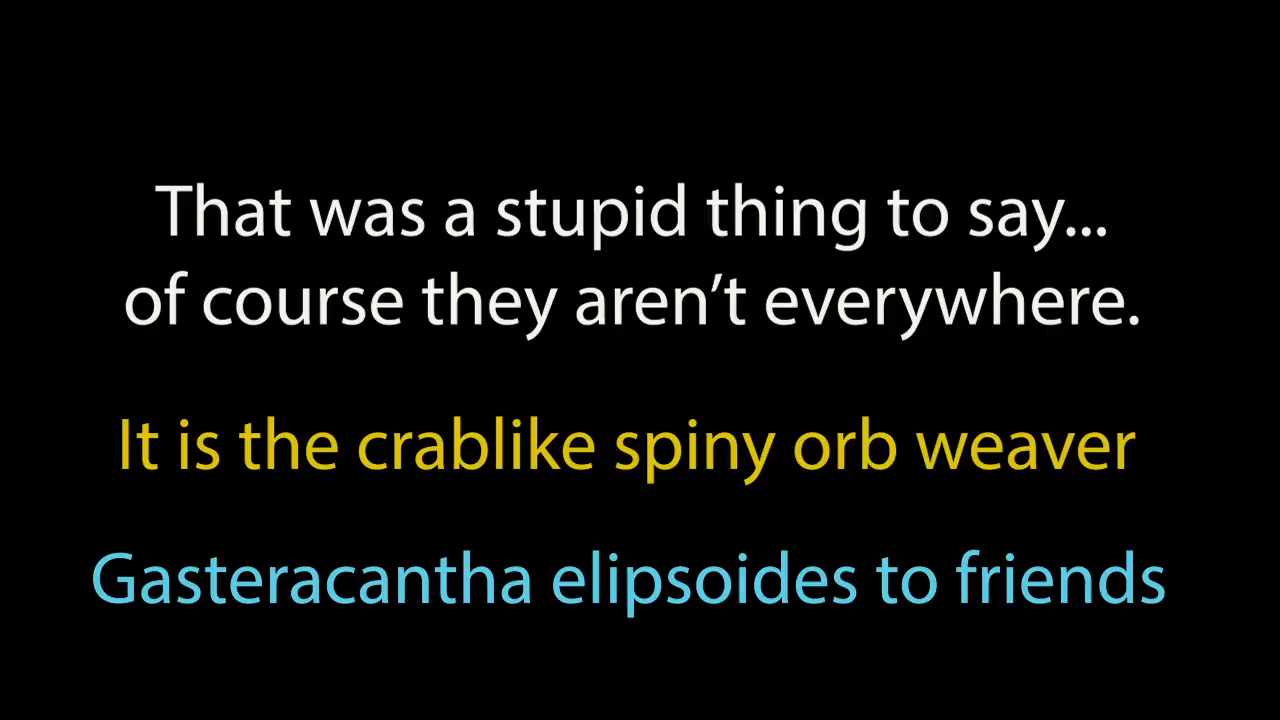 That was a stupid thing to say...
of course they aren’t everywhere.
It is the crablike spiny orb weaver
Gasteracantha elipsoides to friends